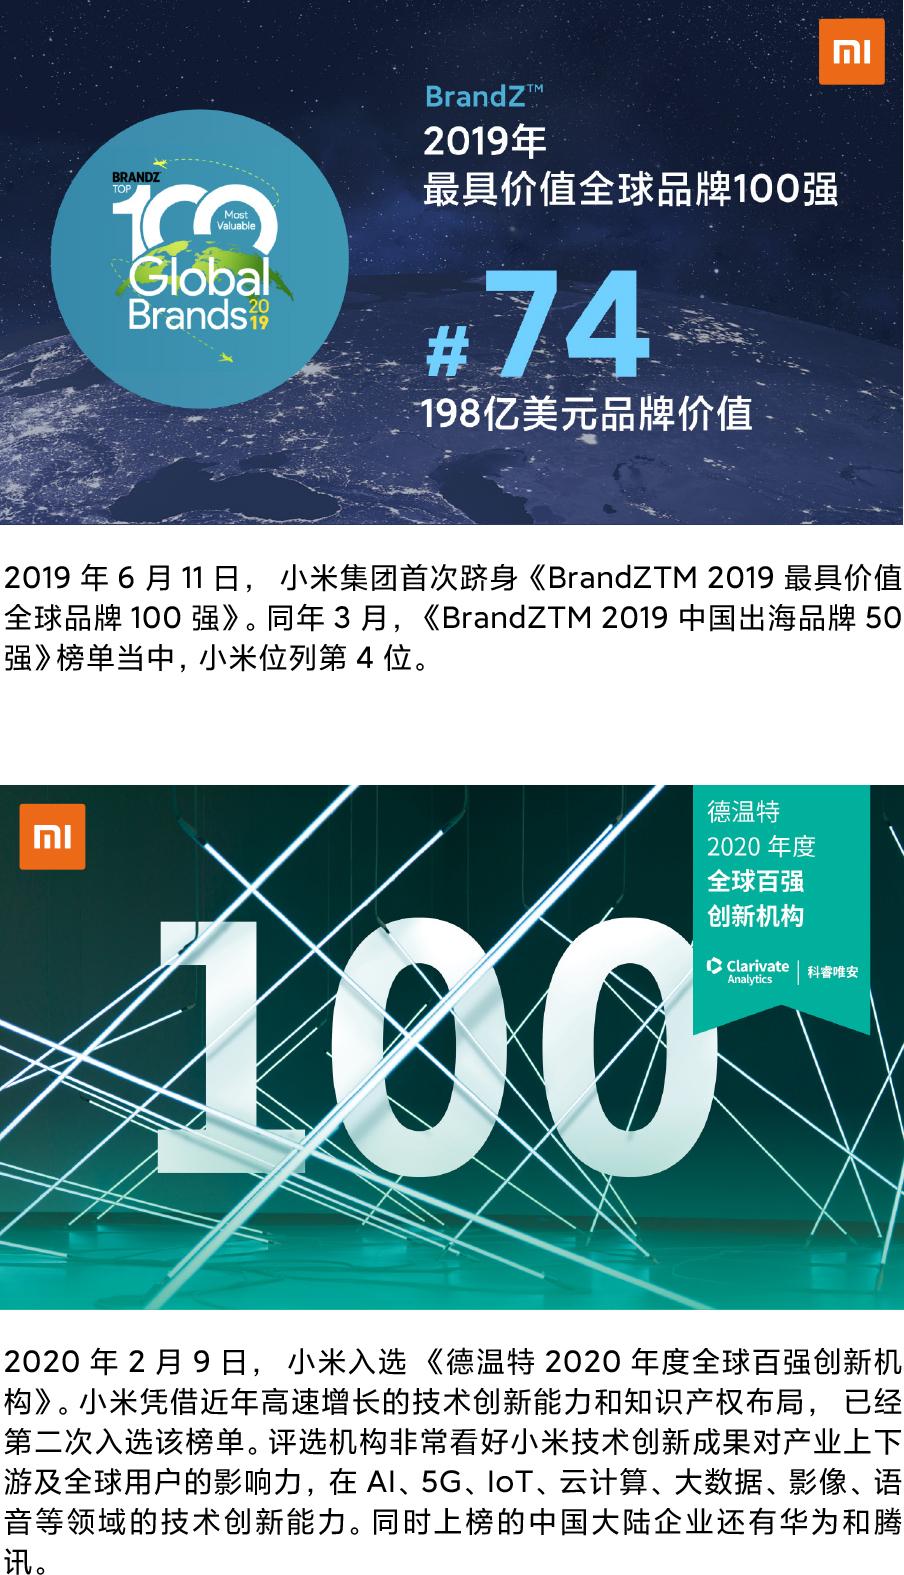 mi
BrandZ™
2019年
最具价值全球品牌100强
BRANDZ
TOP
100
Most
Valuable
Global
Brands 20
19
#74
198亿美元品牌价值
2019 年 6 月 11 日， 小米集团首次跻身《BrandZTM 2019 最具价值
全球品牌 100 强》。同年 3 月，《BrandZTM 2019 中国出海品牌 50
强》榜单当中，小米位列第 4 位。
mi
德温特
2020 年度
全球百强
创新机构
Clarivate
Analytics
科睿唯安
100
2020 年 2 月 9 日， 小米入选 《德温特 2020 年度全球百强创新机
构》。小米凭借近年高速增长的技术创新能力和知识产权布局， 已经
第二次入选该榜单。评选机构非常看好小米技术创新成果对产业上下
游及全球用户的影响力，在 AI、5G、IoT、云计算、大数据、影像、语
音等领域的技术创新能力。同时上榜的中国大陆企业还有华为和腾
讯。